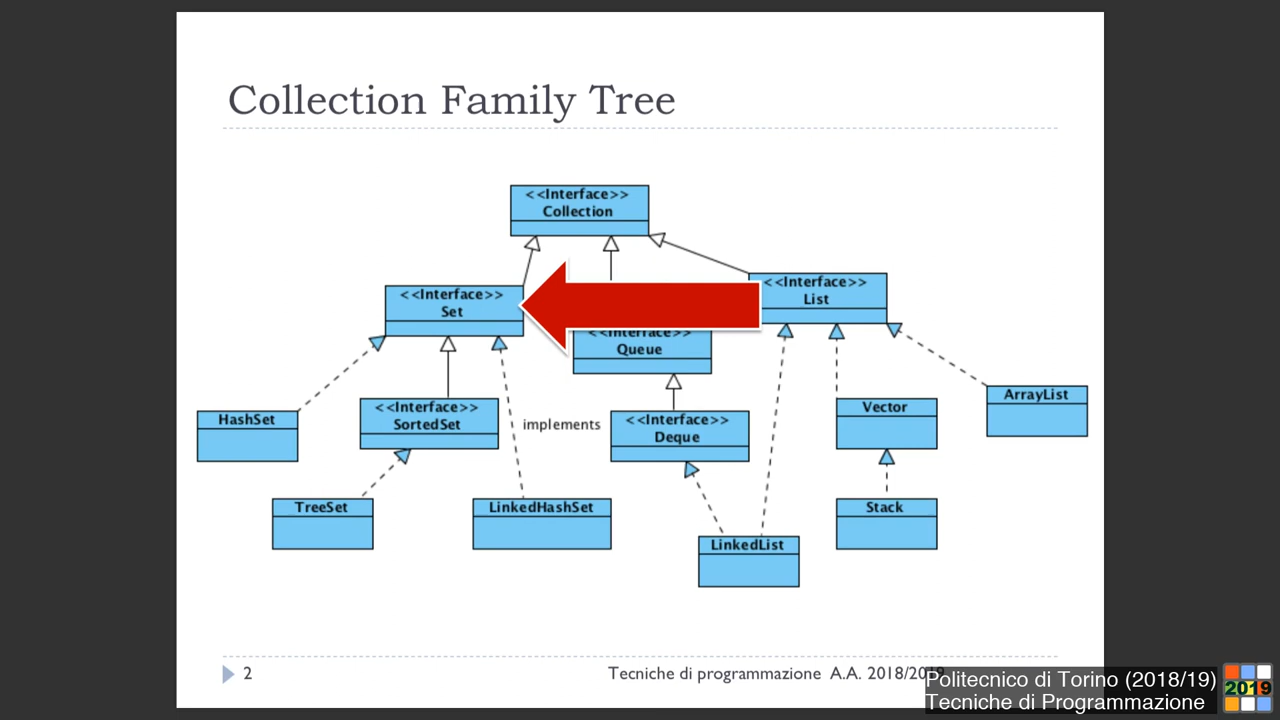 Collection Family Tree
<<Interface>>
Collection
<<Interface>>
Set
<<Interface>>
List
<<Interface>>
Queue
HashSet
<<Interface>>
SortedSet
implements
<<Interface>>
Deque
Vector
ArrayList
TreeSet
LinkedHashSet
LinkedList
Stack
2
Tecniche di programmazione A.A. 2018/2019
Politecnico di Torino (2018/19)
Tecniche di Programmazione
2019